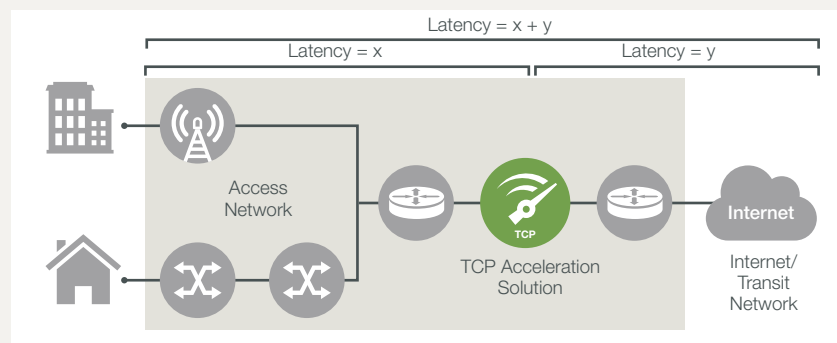 Latency = x + y
Latency = x
Latency = y
Access
Network
TCP
TCP Acceleration
Solution
Internet
Internet/
Transit
Network